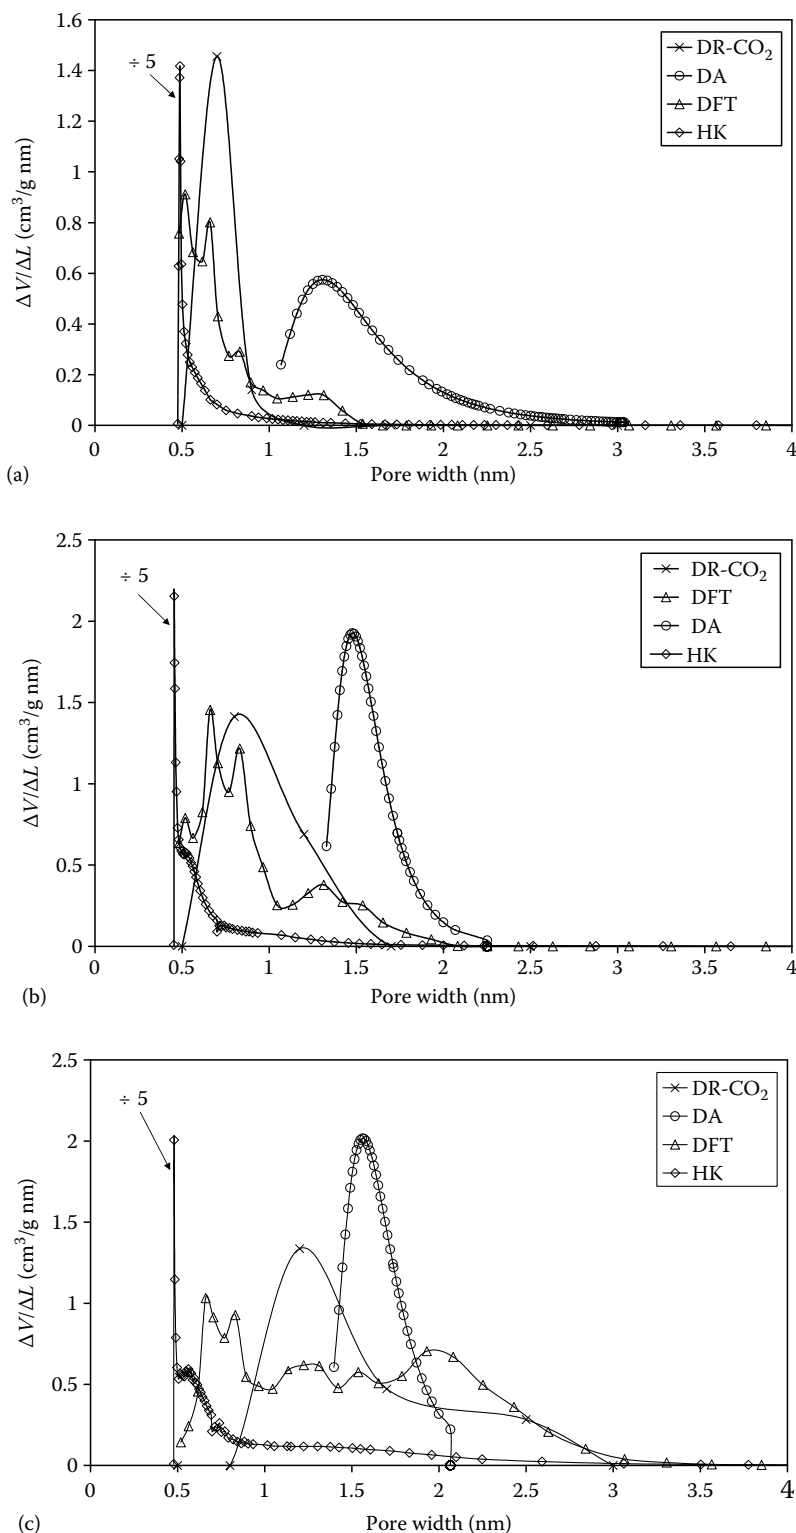 1.6
1.4
1.2
1
0.8
0.6
0.4
0.2
0
÷ 5
DR-CO₂
DA
DFT
HK
ΔV/ΔL (cm³/g nm)
0 0.5 1 1.5 2 2.5 3 3.5 4
Pore width (nm)
(a)
2.5
2
1.5
1
0.5
0
÷ 5
DR-CO₂
DFT
DA
HK
ΔV/ΔL (cm³/g nm)
0 0.5 1 1.5 2 2.5 3 3.5 4
Pore width (nm)
(b)
2.5
2
1.5
1
0.5
0
÷ 5
DR-CO₂
DA
DFT
HK
ΔV/ΔL (cm³/g nm)
0 0.5 1 1.5 2 2.5 3 3.5 4
Pore width (nm)
(c)